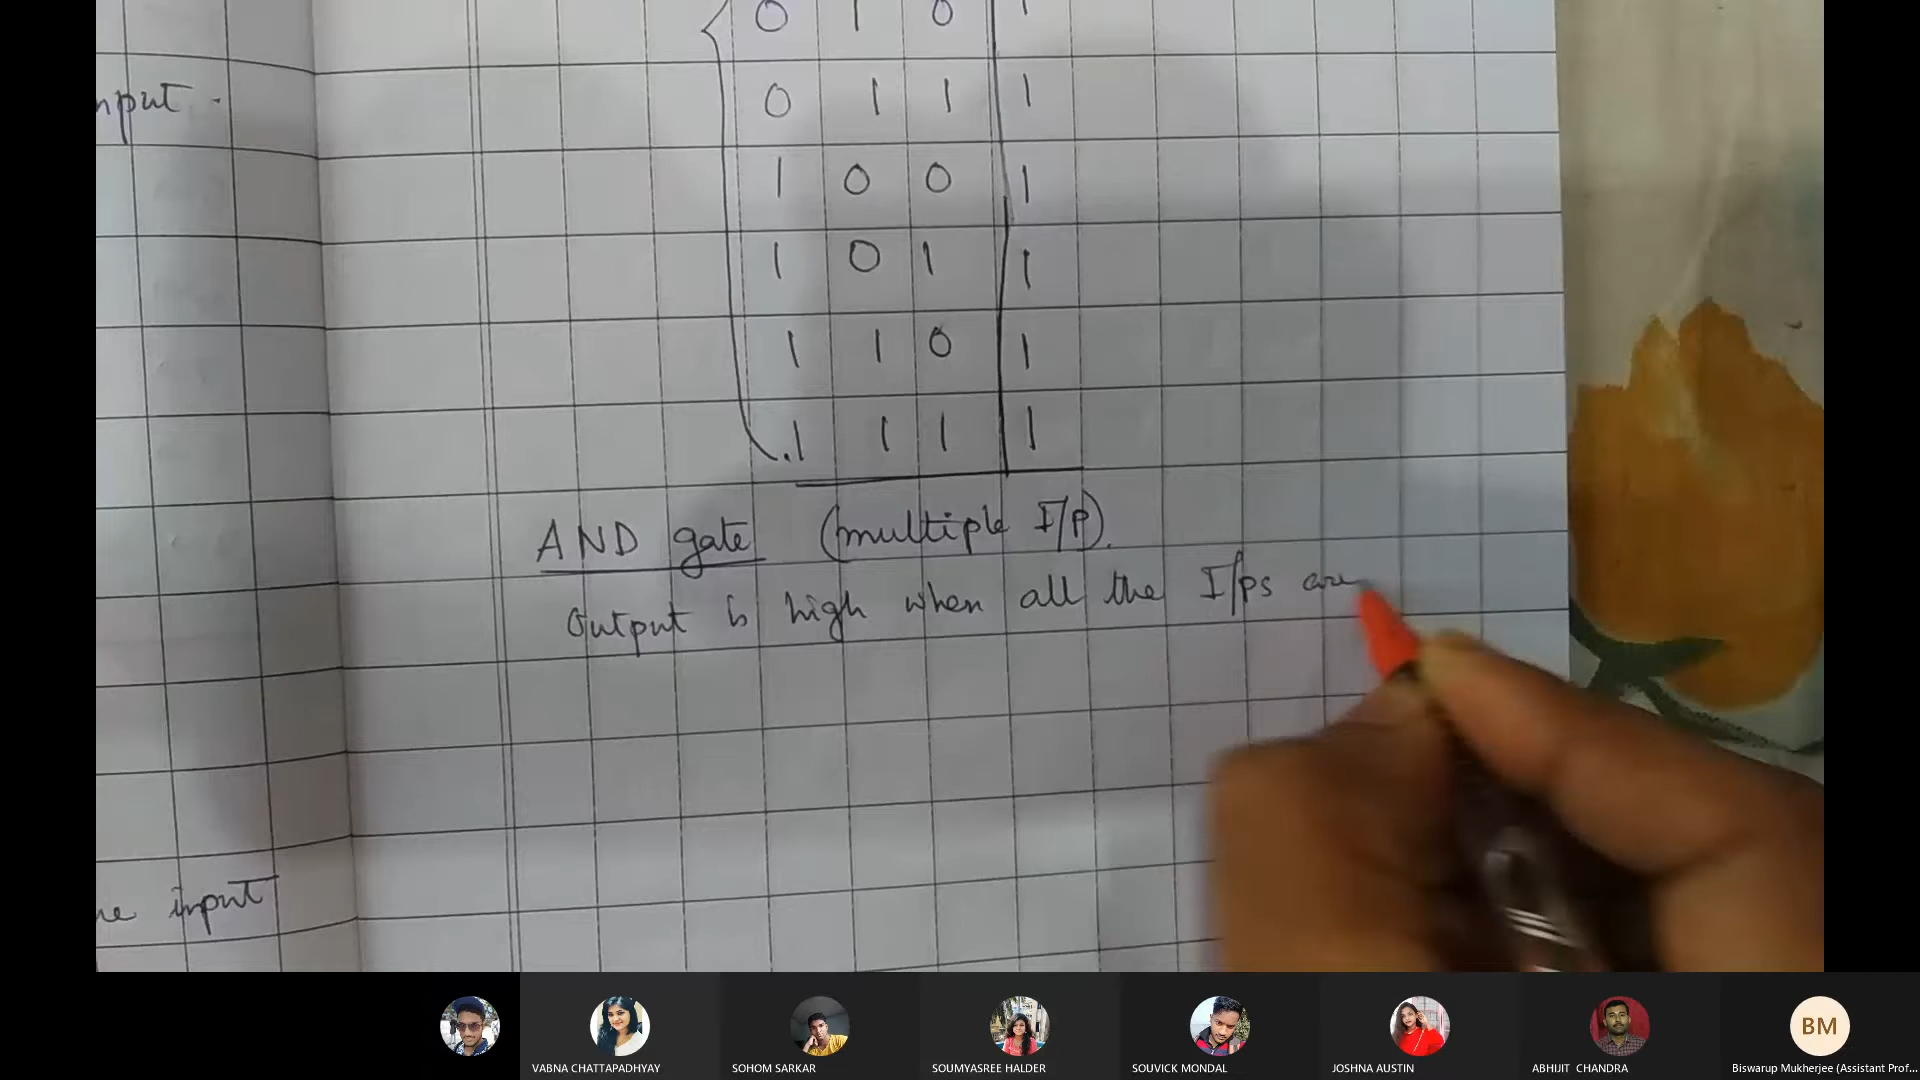 0 1 0 1
nput.
0 1 1 1
1 0 0 1
1 0 1 1
1 1 0 1
1 1 1 1
AND gate (multiple I/P).
Output is high when all the I/ps are
ne input
VABNA CHATTAPADHYAY
SOHOM SARKAR
SOUMYASREE HALDER
SOUVICK MONDAL
JOSHNA AUSTIN
ABHIJIT CHANDRA
BM
Biswarup Mukherjee (Assistant Prof...